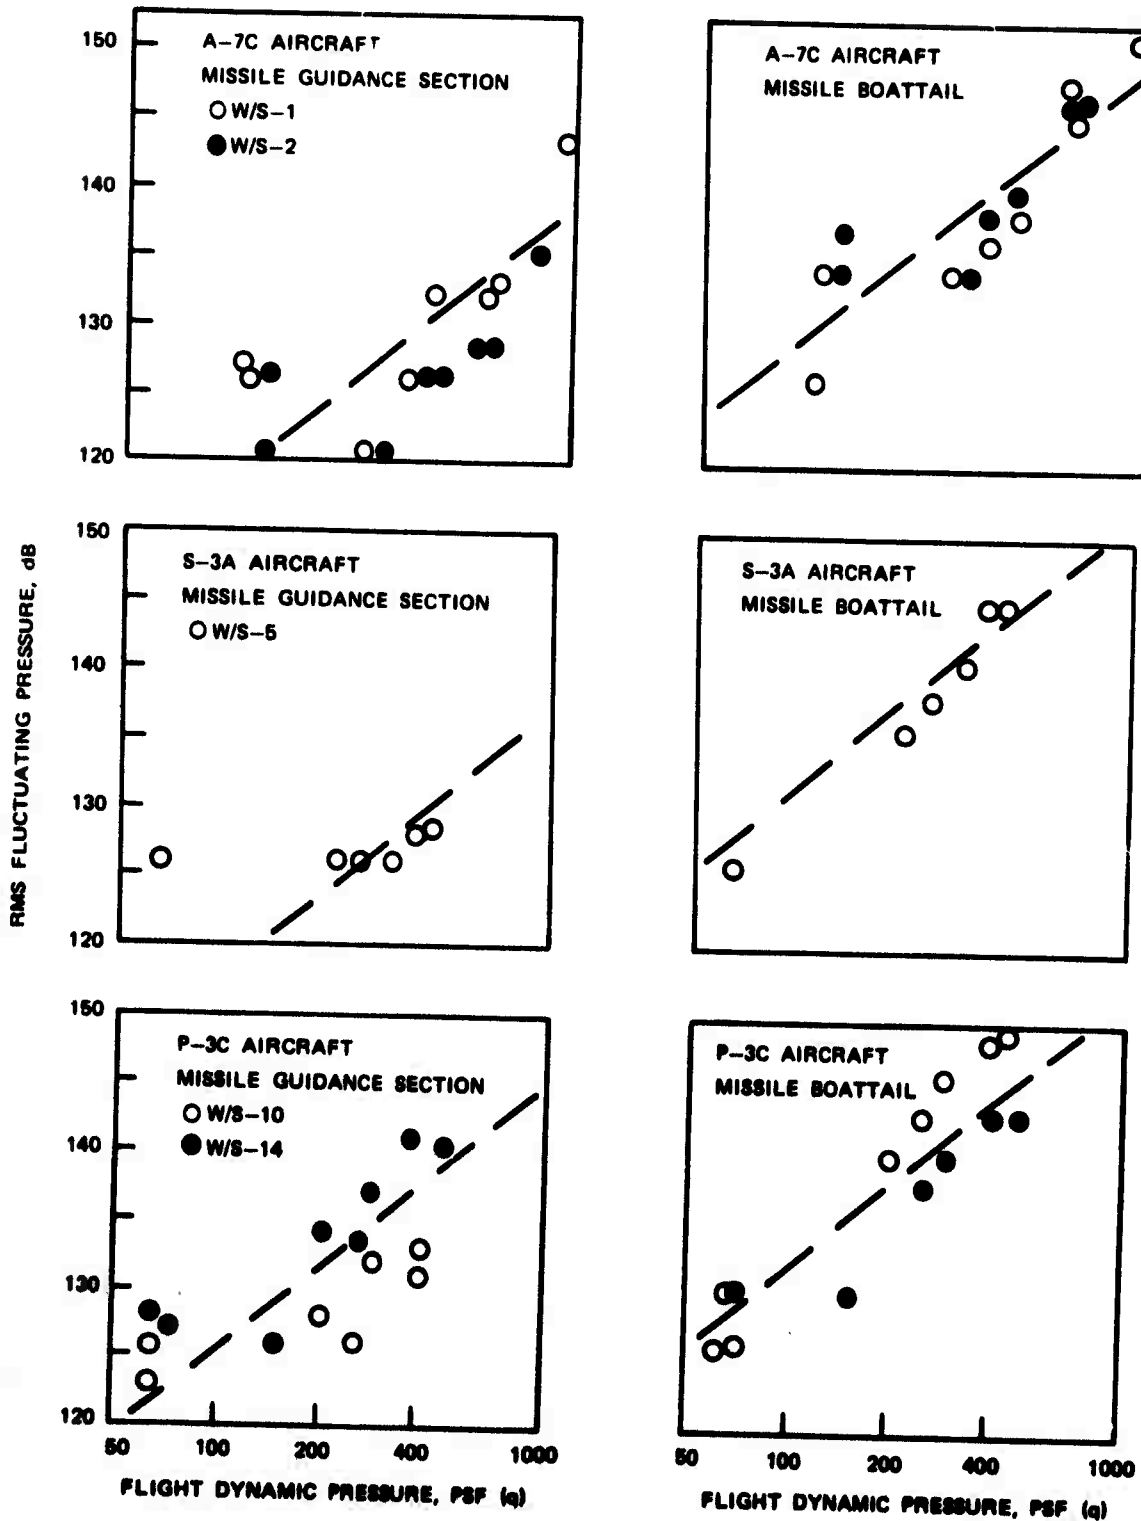 150
A-7C AIRCRAFT
MISSILE GUIDANCE SECTION
W/S-1
W/S-2
140
130
120
A-7C AIRCRAFT
MISSILE BOATTAIL
RMS FLUCTUATING PRESSURE, dB
150
S-3A AIRCRAFT
MISSILE GUIDANCE SECTION
W/S-5
140
130
120
S-3A AIRCRAFT
MISSILE BOATTAIL
150
P-3C AIRCRAFT
MISSILE GUIDANCE SECTION
W/S-10
W/S-14
140
130
120
50 100 200 400 1000
FLIGHT DYNAMIC PRESSURE, PSF (q)
P-3C AIRCRAFT
MISSILE BOATTAIL
50 100 200 400 1000
FLIGHT DYNAMIC PRESSURE, PSF (q)